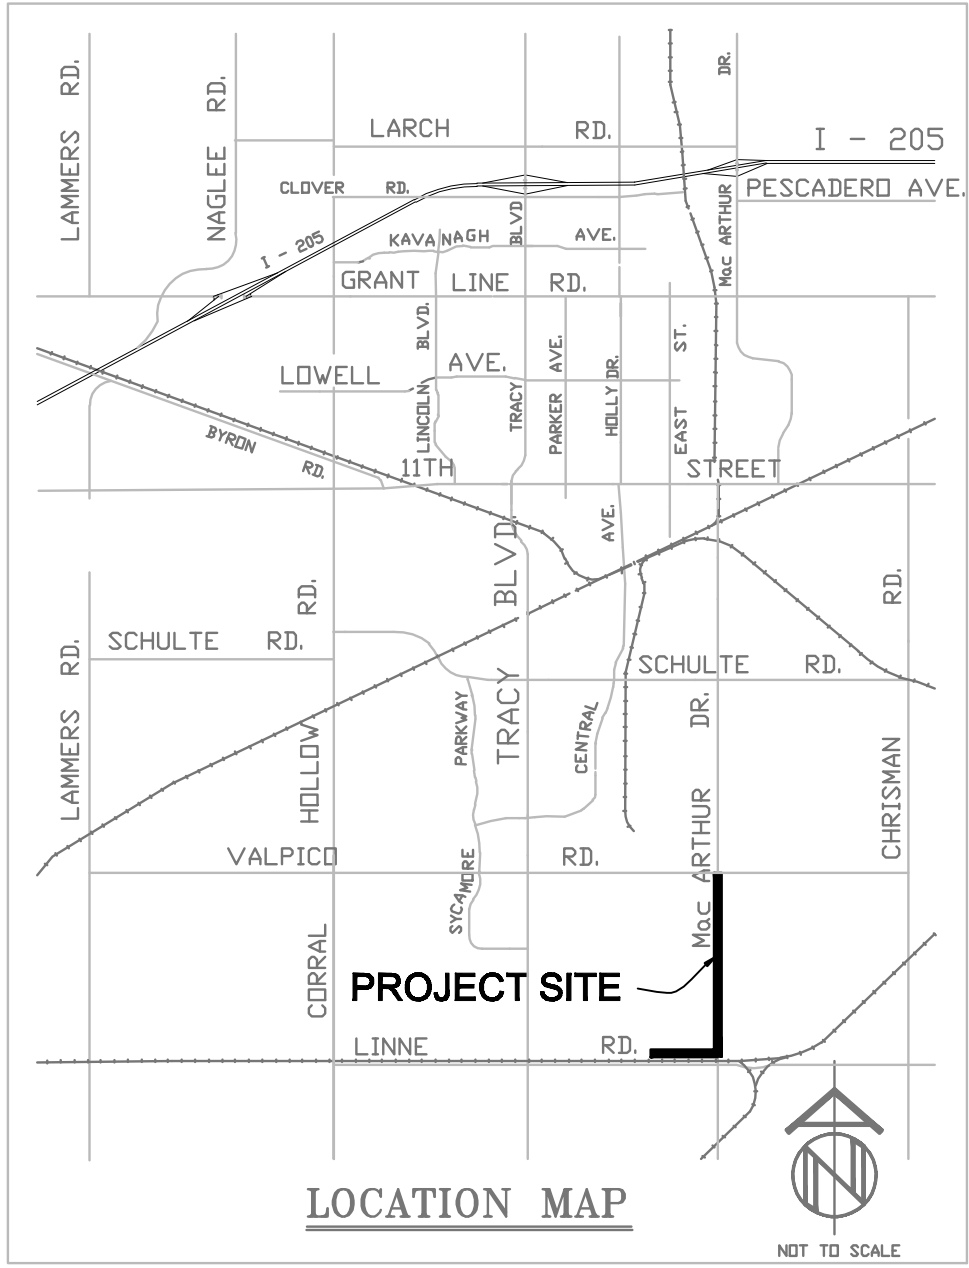 LAMMERS RD.
NAGLEE RD.
LARCH RD.
DR.
I - 205
CLOVER RD.
PESCADERO AVE.
BLVD
Mac ARTHUR
I - 205
KAVANAGH AVE.
GRANT LINE RD.
LINCOLN BLVD.
LOWELL AVE.
TRACY
PARKER AVE.
HOLLY DR.
EAST ST.
BYRON RD.
11TH STREET
AVE.
TRACY BLVD.
SCHULTE RD.
RD.
LAMMERS RD.
HOLLOW
PARKWAY
CENTRAL
SCHULTE RD.
DR.
CHRISMAN RD.
VALPICO RD.
SYCAMORE
Mac ARTHUR
CORRAL
PROJECT SITE
LINNE RD.
N
LOCATION MAP
NOT TO SCALE